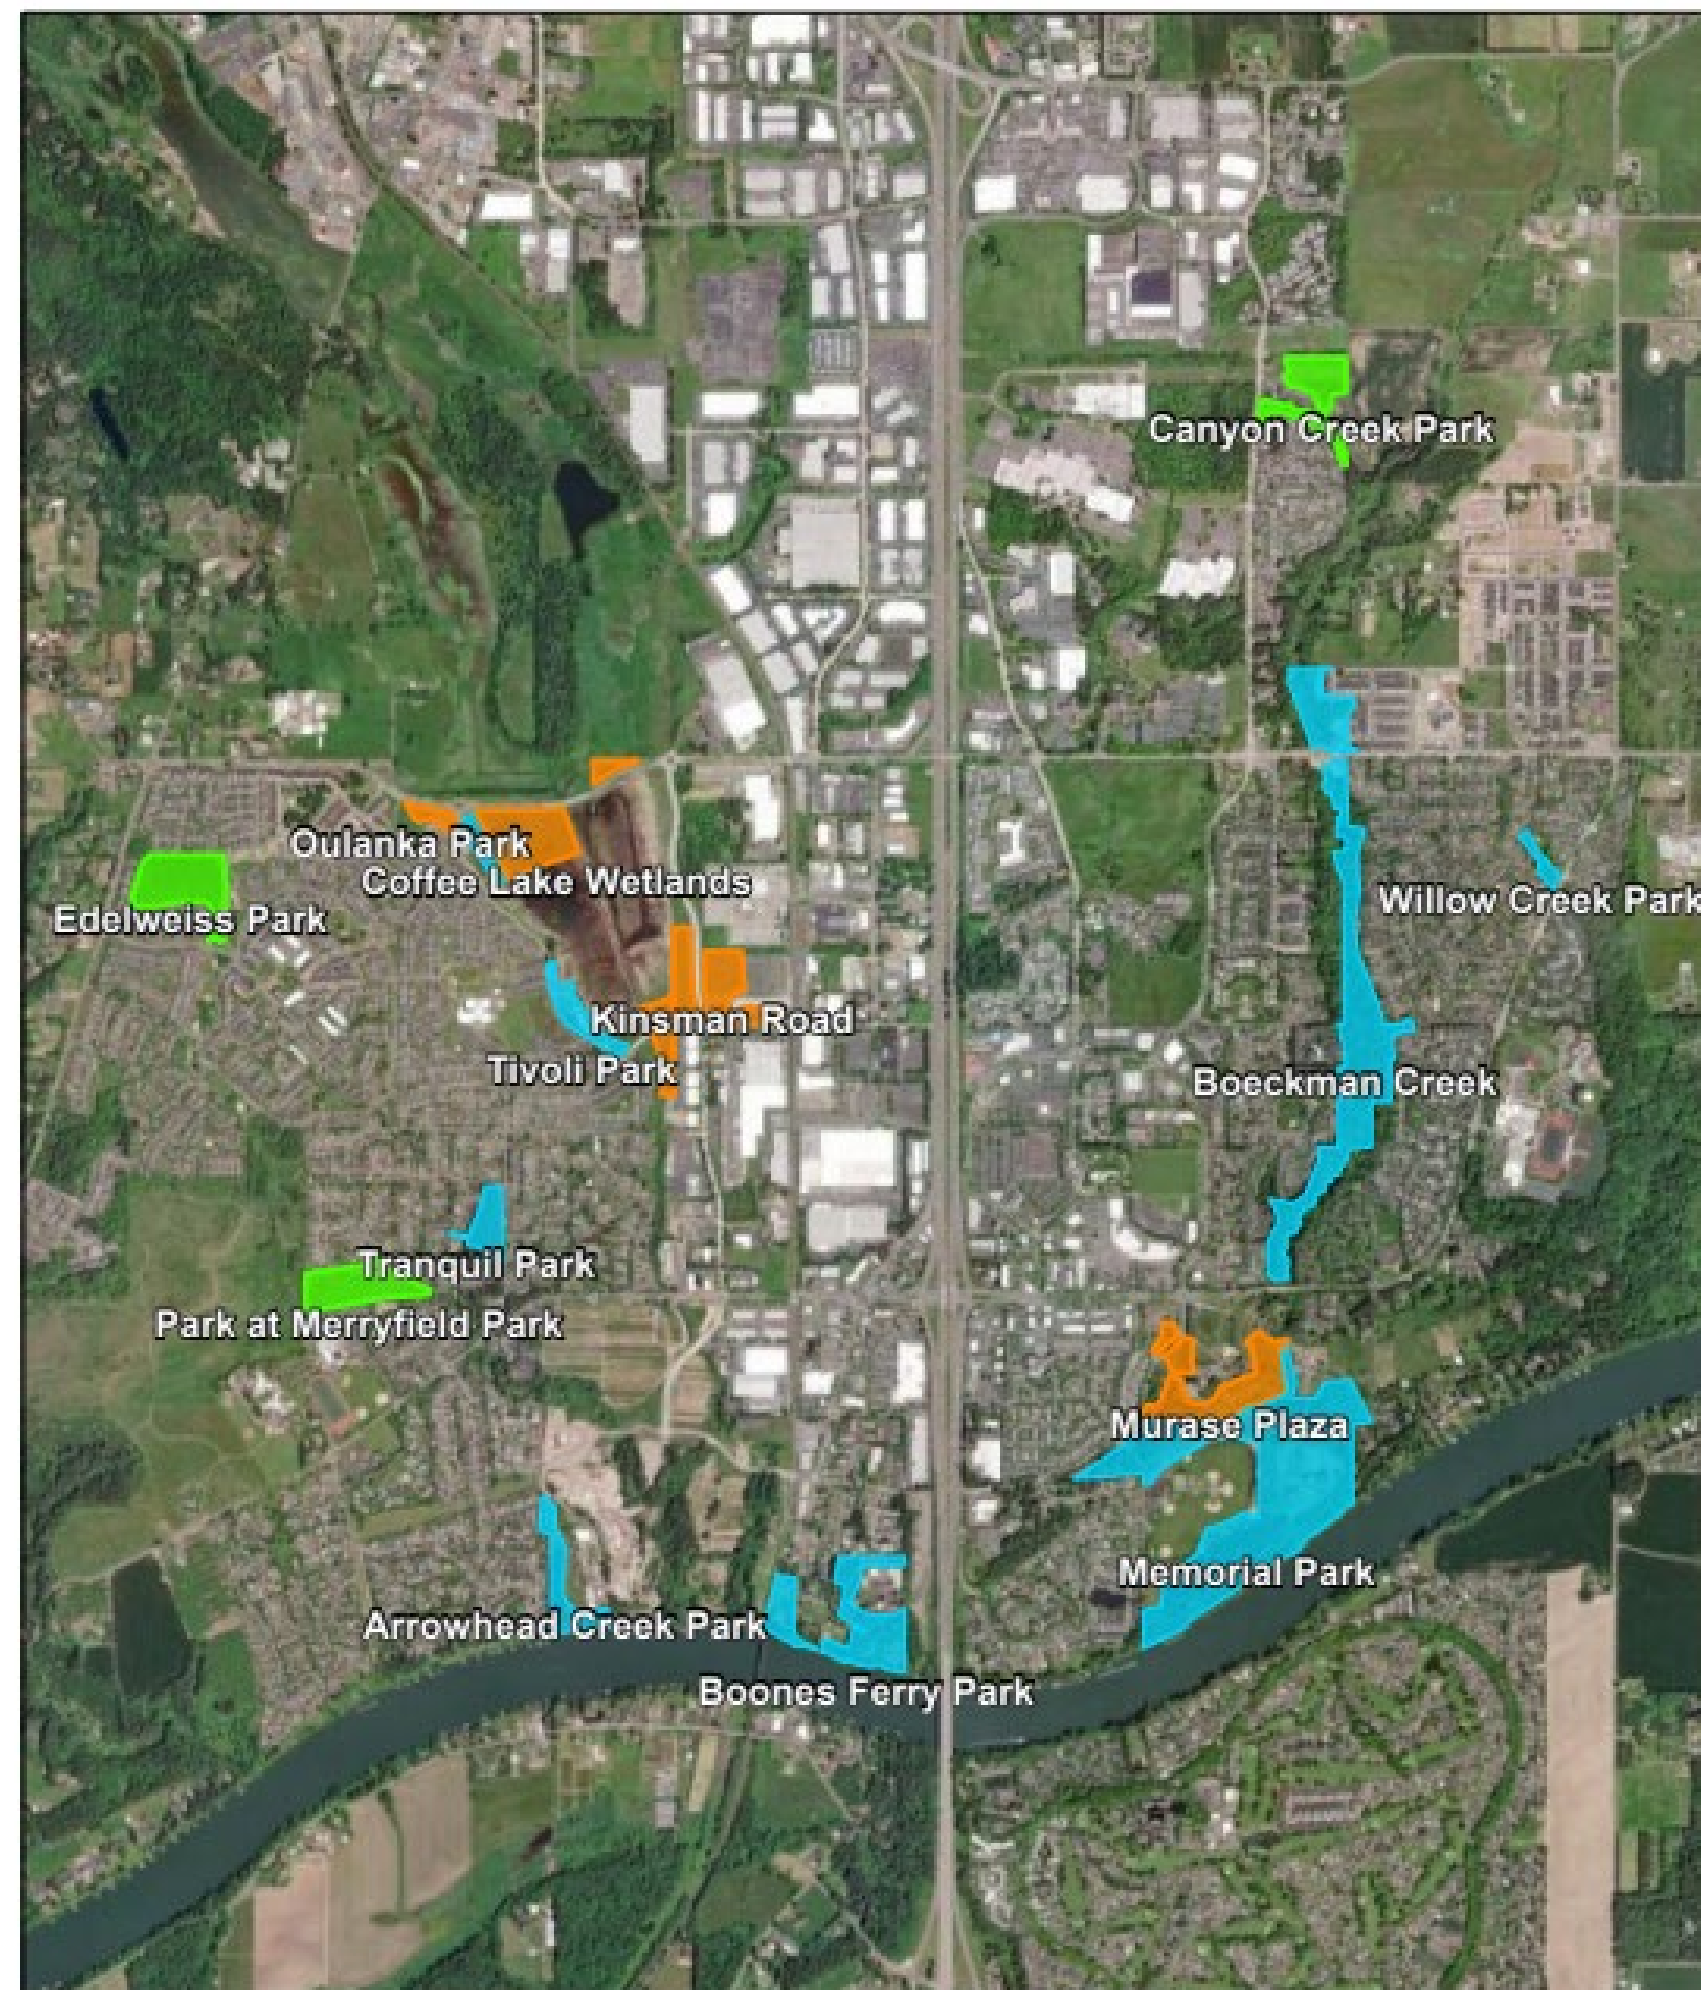 Canyon Creek Park
Oulanka Park
Coffee Lake Wetlands
Edelweiss Park
Willow Creek Park
Kinsman Road
Tivoli Park
Boeckman Creek
Tranquil Park
Park at Merryfield Park
Murase Plaza
Memorial Park
Arrowhead Creek Park
Boones Ferry Park